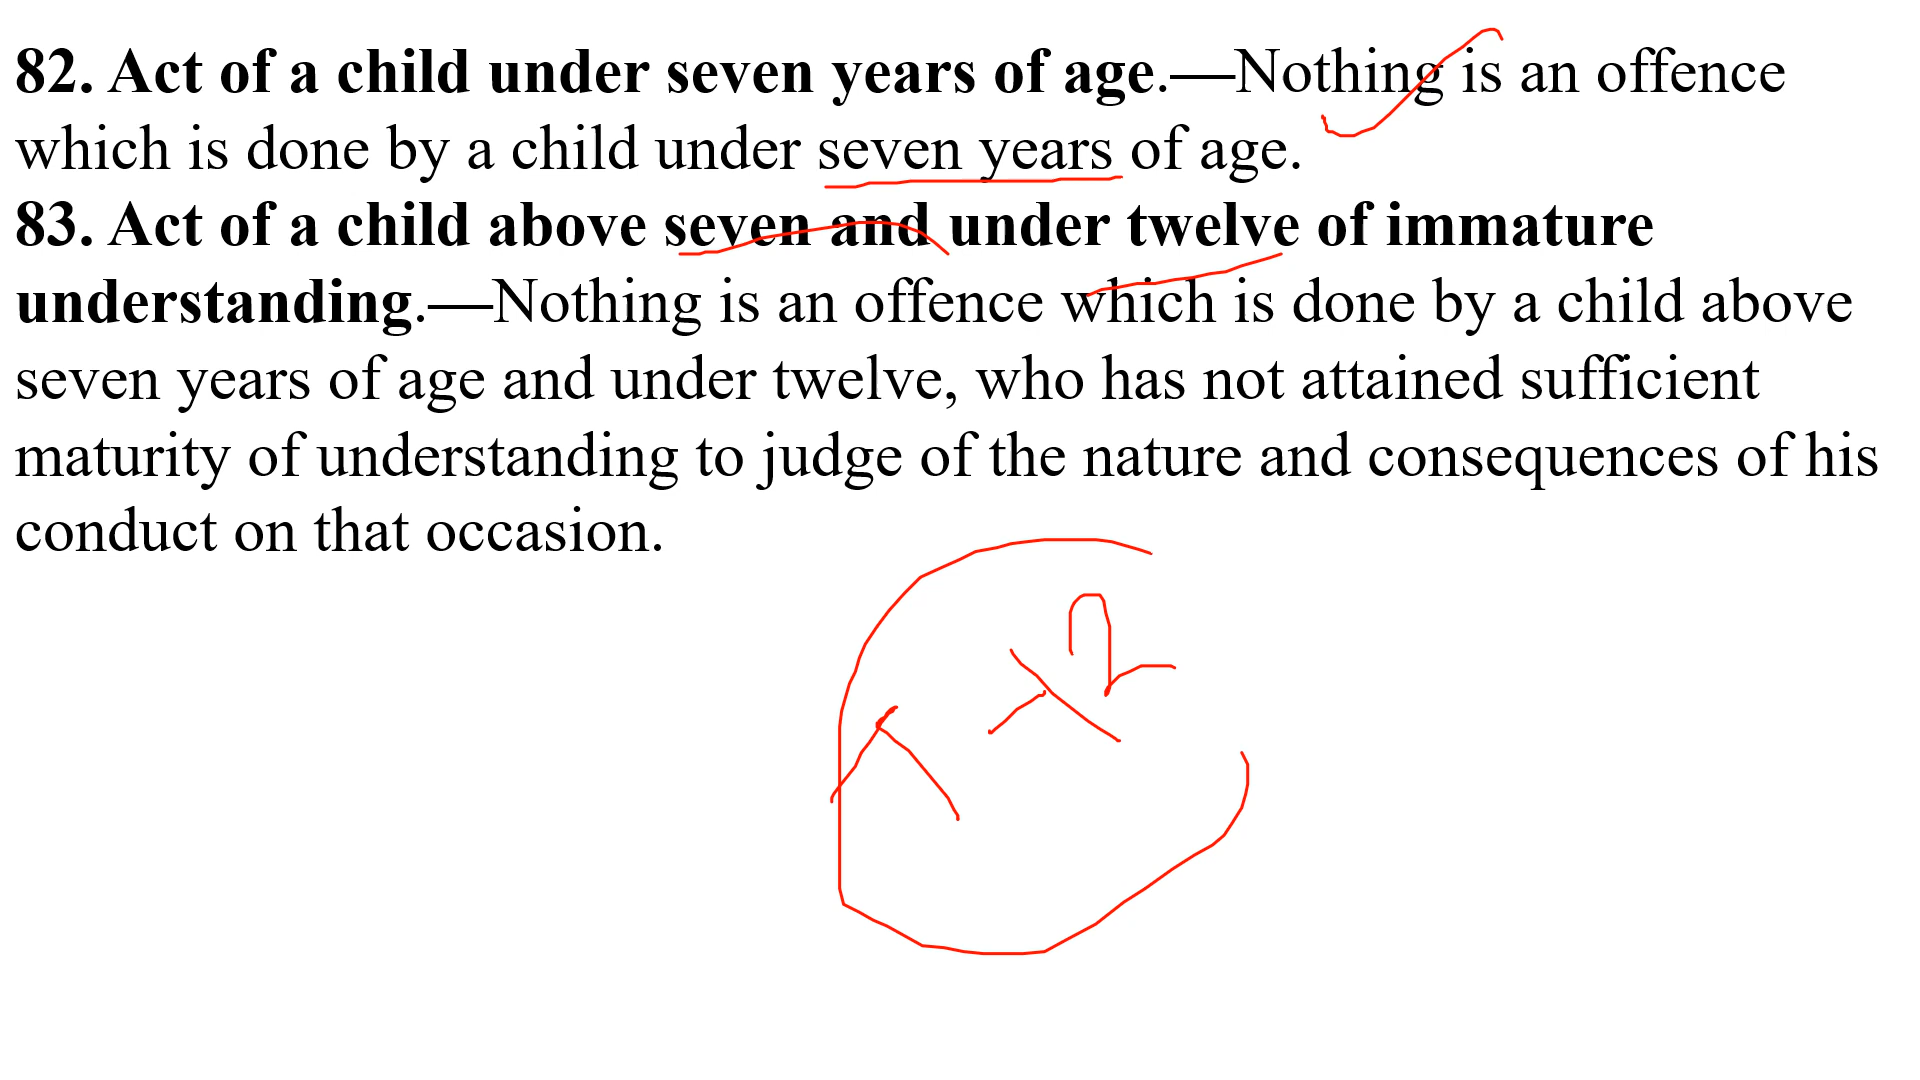 82. Act of a child under seven years of age.—Nothing is an offence
which is done by a child under seven years of age.
83. Act of a child above seven and under twelve of immature
understanding.—Nothing is an offence which is done by a child above
seven years of age and under twelve, who has not attained sufficient
maturity of understanding to judge of the nature and consequences of his
conduct on that occasion.